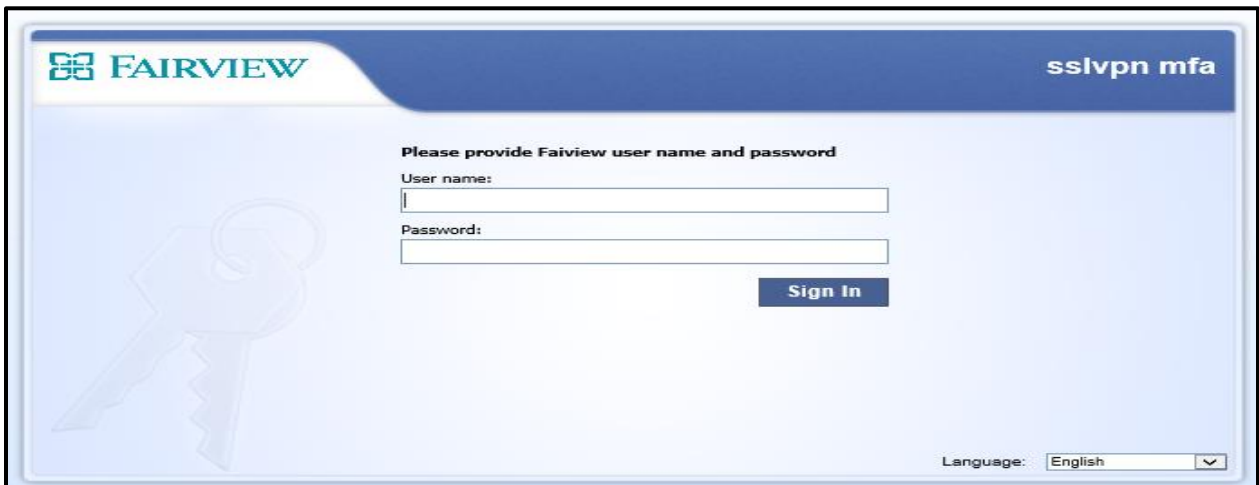 FAIRVIEW
sslvpn mfa
Please provide Faiview user name and password
User name:
Password:
Sign In
Language: English